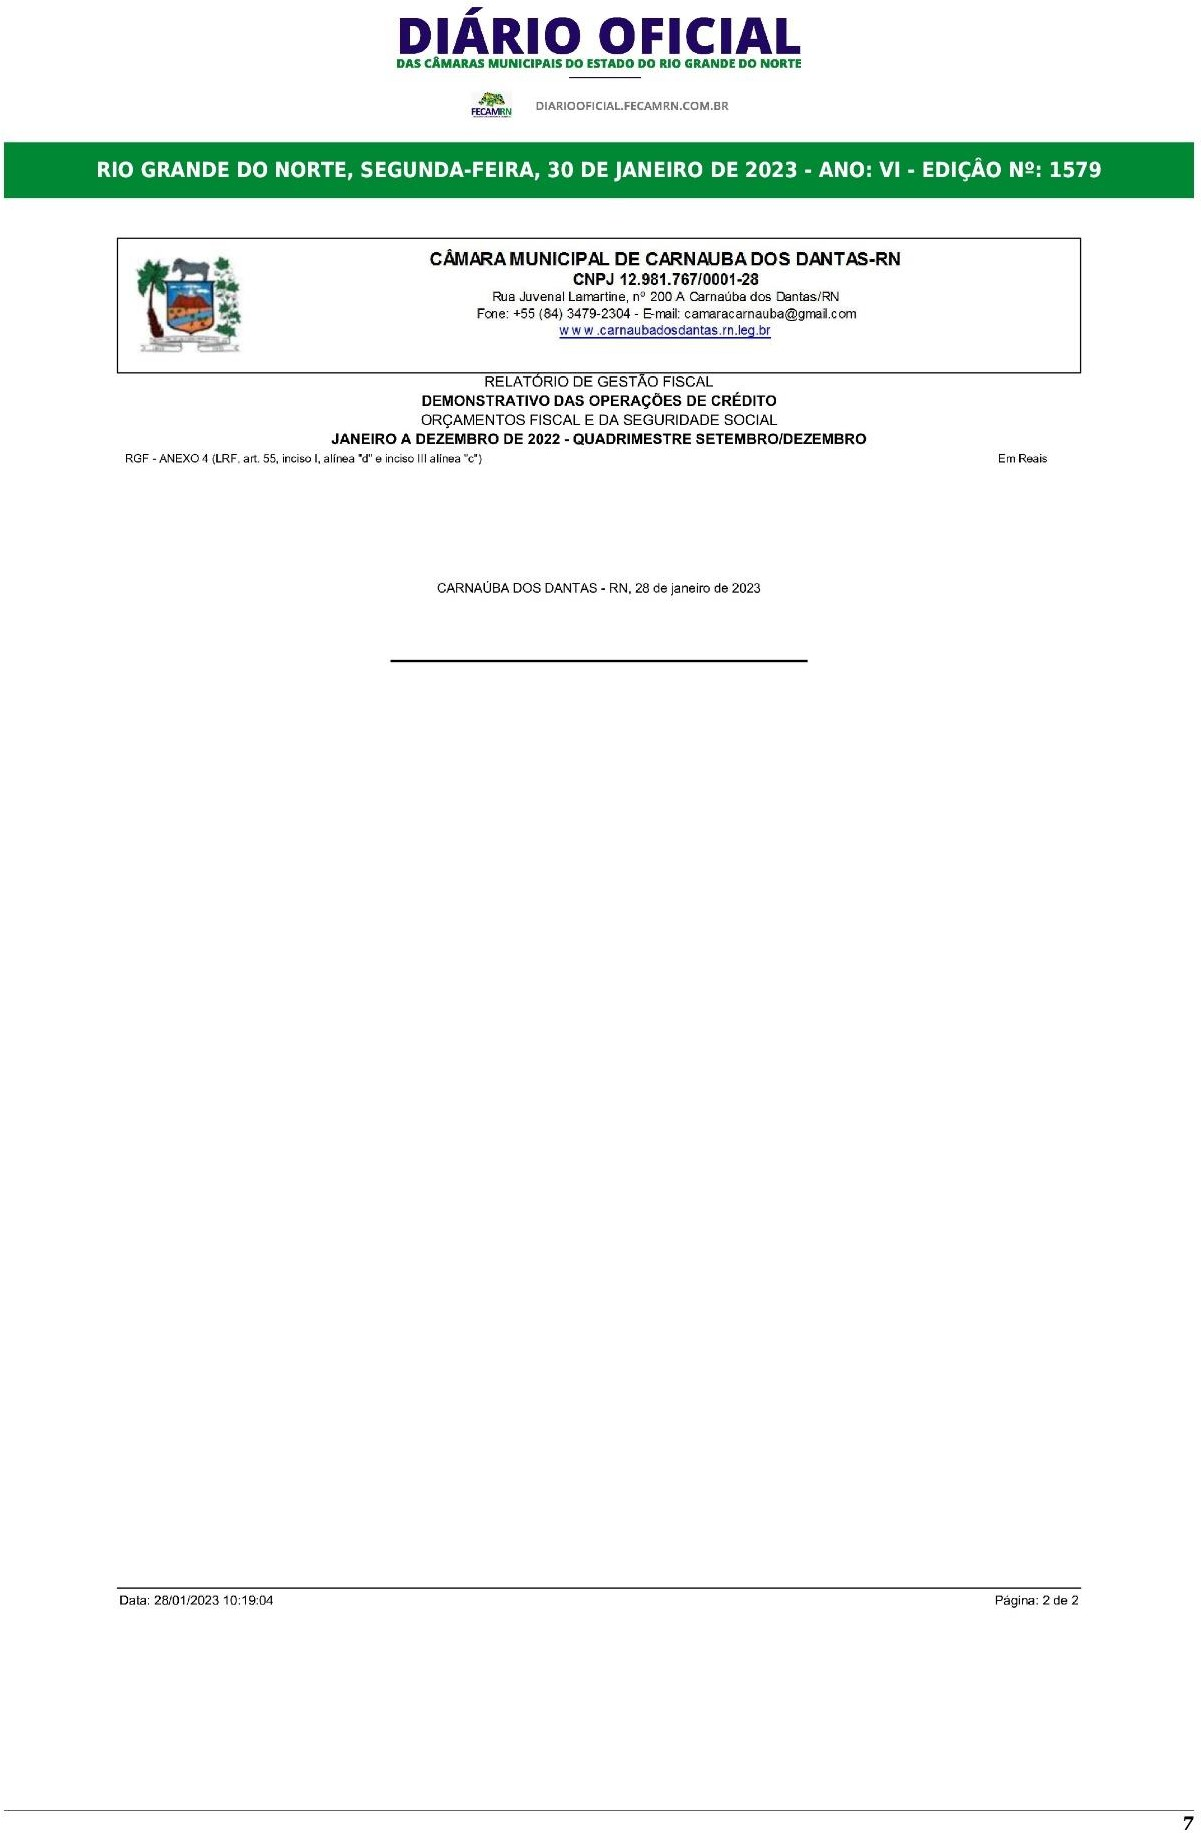 DIÁRIO OFICIAL
DAS CÂMARAS MUNICIPAIS DO ESTADO DO RIO GRANDE DO NORTE
FECAMRN
DIARIOOFICIAL.FECAMRN.COM.BR
RIO GRANDE DO NORTE, SEGUNDA-FEIRA, 30 DE JANEIRO DE 2023 - ANO: VI - EDIÇÃO Nº: 1579
CÂMARA MUNICIPAL DE CARNAUBA DOS DANTAS-RN
CNPJ 12.981.767/0001-28
Rua Juvenal Lamartine, nº 200 A Carnaúba dos Dantas/RN
Fone: +55 (84) 3479-2304 - E-mail: camaracarnauba@gmail.com
www.carnaubadosdantas.rn.leg.br
RELATÓRIO DE GESTÃO FISCAL
DEMONSTRATIVO DAS OPERAÇÕES DE CRÉDITO
ORÇAMENTOS FISCAL E DA SEGURIDADE SOCIAL
JANEIRO A DEZEMBRO DE 2022 - QUADRIMESTRE SETEMBRO/DEZEMBRO
RGF - ANEXO 4 (LRF, art. 55, inciso I, alínea "d" e inciso III alínea "c") Em Reais
CARNAÚBA DOS DANTAS - RN, 28 de janeiro de 2023
Data: 28/01/2023 10:19:04 Página: 2 de 2
7